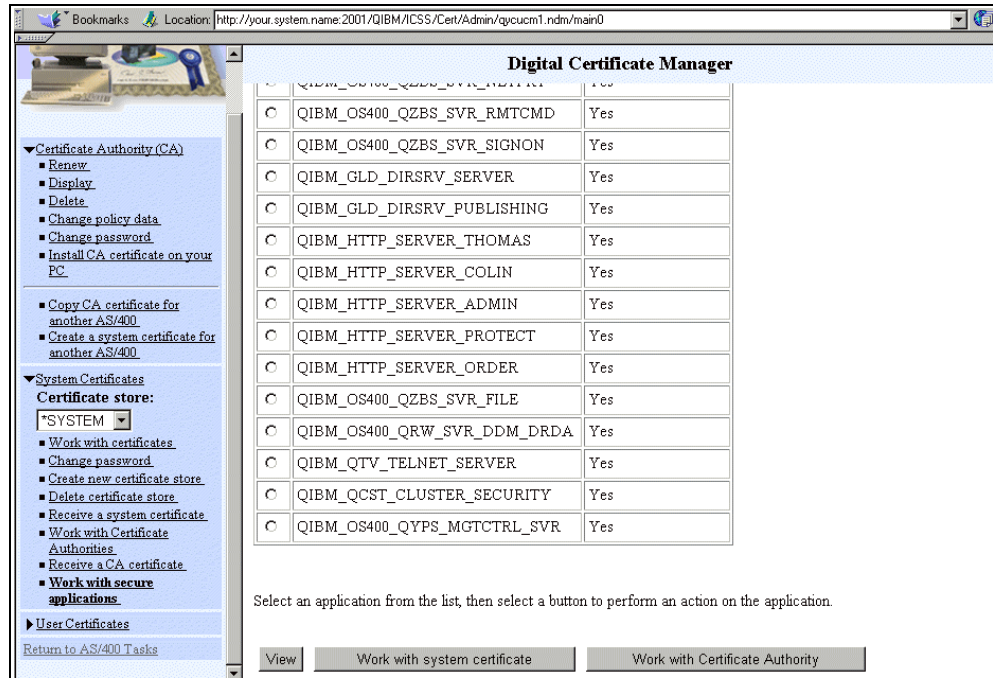 Bookmarks Location: http://your.system.name:2001/QIBM/ICSS/Cert/Admin/qycucm1.ndm/main0
Digital Certificate Manager
Certificate Authority (CA)
Renew
Display
Delete
Change policy data
Change password
Install CA certificate on your
PC
Copy CA certificate for
another AS/400
Create a system certificate for
another AS/400
System Certificates
Certificate store:
*SYSTEM
Work with certificates
Change password
Create new certificate store
Delete certificate store
Receive a system certificate
Work with Certificate
Authorities
Receive a CA certificate
Work with secure
applications
User Certificates
Return to AS/400 Tasks
QIBM_OS400_QZBS_SVR_RMTCMD Yes
QIBM_OS400_QZBS_SVR_SIGNON Yes
QIBM_GLD_DIRSRV_SERVER Yes
QIBM_GLD_DIRSRV_PUBLISHING Yes
QIBM_HTTP_SERVER_THOMAS Yes
QIBM_HTTP_SERVER_COLIN Yes
QIBM_HTTP_SERVER_ADMIN Yes
QIBM_HTTP_SERVER_PROTECT Yes
QIBM_HTTP_SERVER_ORDER Yes
QIBM_OS400_QZBS_SVR_FILE Yes
QIBM_OS400_QRW_SVR_DDM_DRDA Yes
QIBM_QTV_TELNET_SERVER Yes
QIBM_QCST_CLUSTER_SECURITY Yes
QIBM_OS400_QYPS_MGTCTRL_SVR Yes
Select an application from the list, then select a button to perform an action on the application.
View Work with system certificate Work with Certificate Authority